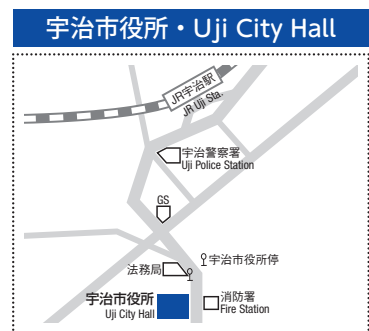 宇治市役所・Uji City Hall
JR宇治駅
JR Uji Sta.
宇治警察署
Uji Police Station
GS
宇治市役所停
法務局
宇治市役所
Uji City Hall
消防署
Fire Station